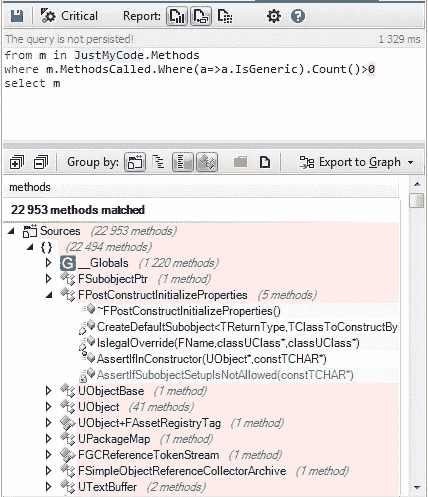 Critical Report:
The query is not persisted! 1 329 ms
from m in JustMyCode.Methods
where m.MethodsCalled.Where(a=>a.IsGeneric).Count()>0
select m
Group by: Export to Graph
methods
22 953 methods matched
Sources (22 953 methods)
{} (22 494 methods)
G __Globals (1 220 methods)
FSubobjectPtr (1 method)
FPostConstructInitializeProperties (5 methods)
~FPostConstructInitializeProperties()
CreateDefaultSubobject<TReturnType,TClassToConstructBy
IsIegalOverride(FName,classUClass*,classUClass*)
AssertIfInConstructor(UObject*,constTCHAR*)
AssertIfSubobjectSetupIsNotAllowed(constTCHAR*)
UObjectBase (1 method)
UObject (41 methods)
UObject+FAssetRegistryTag (1 method)
UPackageMap (1 method)
FGCReferenceTokenStream (1 method)
FSimpleObjectReferenceCollectorArchive (1 method)
UTextBuffer (2 methods)